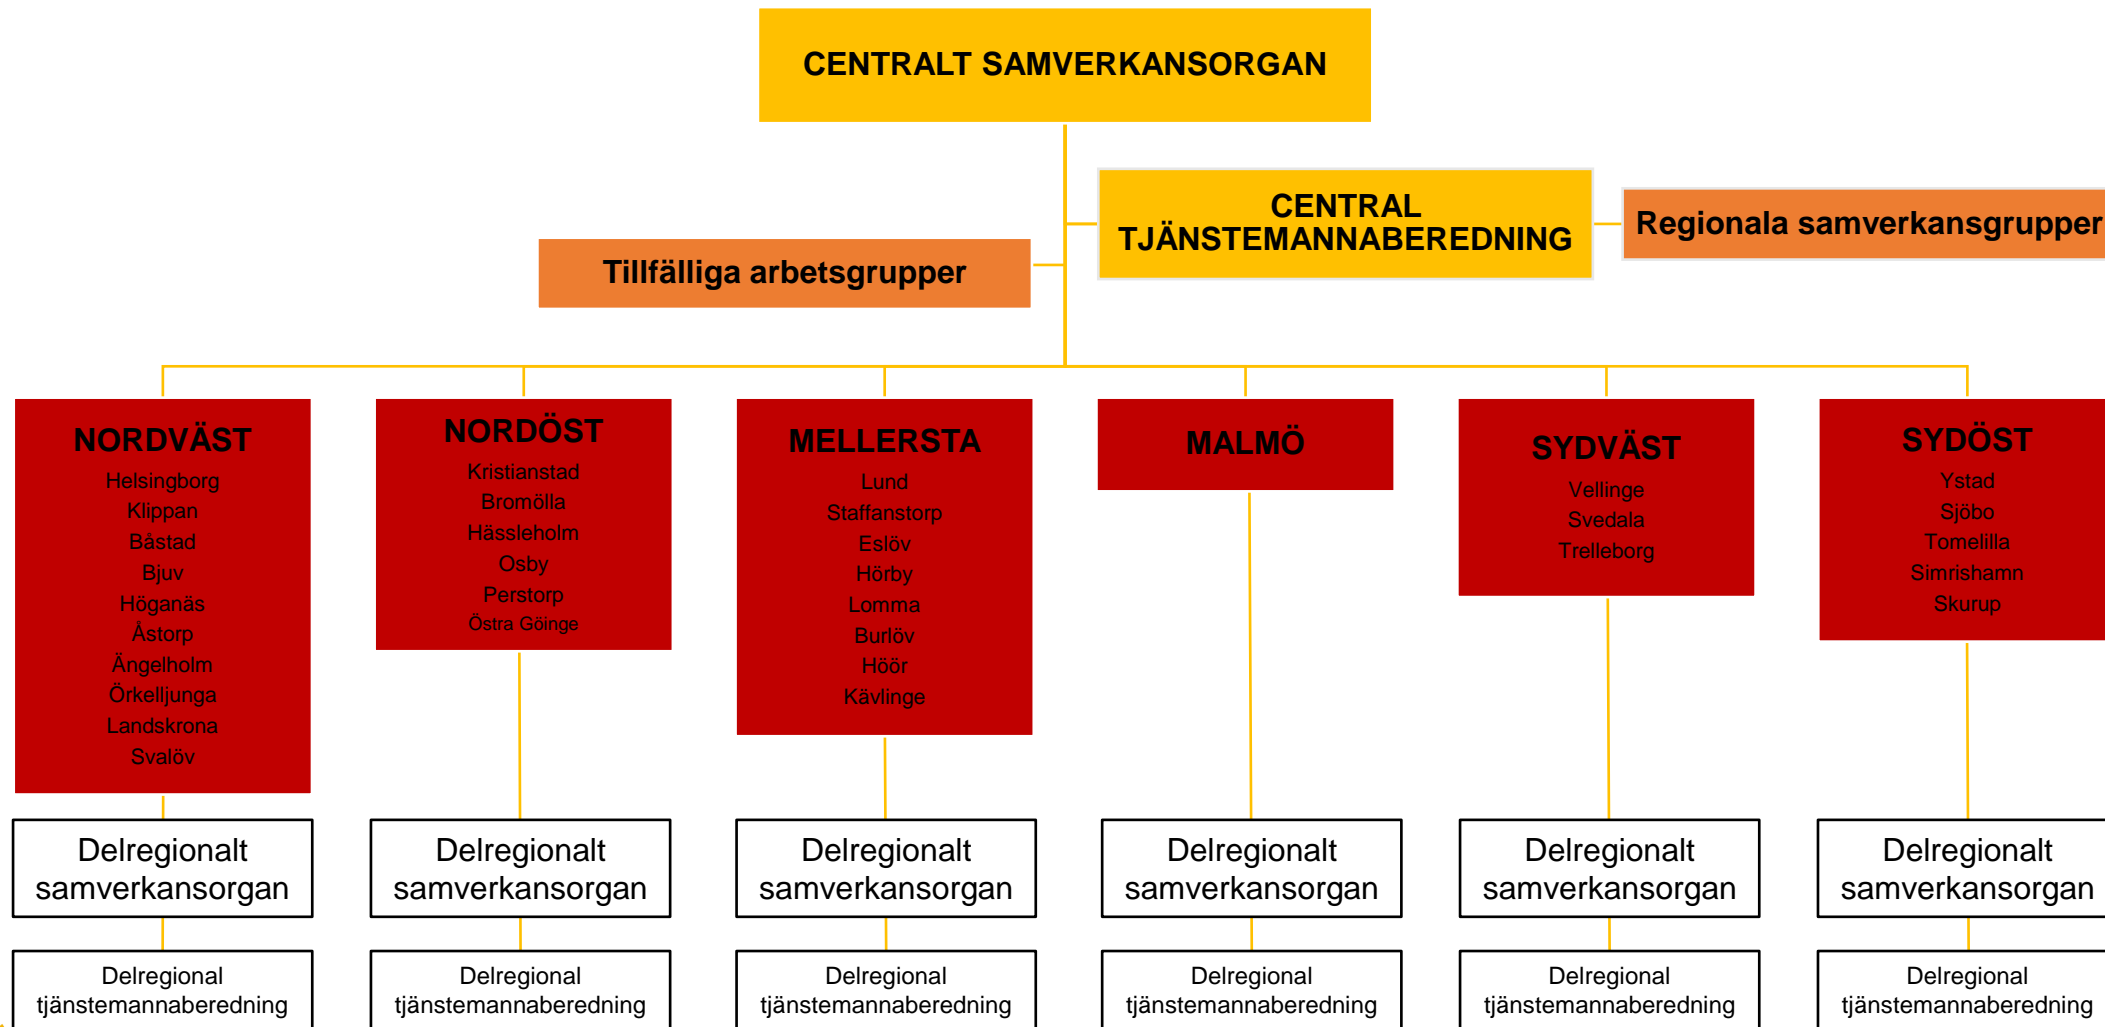 CENTRALT SAMVERKANSORGAN
CENTRAL
TJÄNSTEMANNABEREDNING
Regionala samverkansgrupper
Tillfälliga arbetsgrupper
NORDVÄST
Helsingborg
Klippan
Båstad
Bjuv
Höganäs
Åstorp
Ängelholm
Örkelljunga
Landskrona
Svalöv
NORDÖST
Kristianstad
Bromölla
Hässleholm
Osby
Perstorp
Östra Göinge
MELLERSTA
Lund
Staffanstorp
Eslöv
Hörby
Lomma
Burlöv
Höör
Kävlinge
MALMÖ
SYDVÄST
Vellinge
Svedala
Trelleborg
SYDÖST
Ystad
Sjöbo
Tomelilla
Simrishamn
Skurup
Delregionalt
samverkansorgan
Delregionalt
samverkansorgan
Delregionalt
samverkansorgan
Delregionalt
samverkansorgan
Delregionalt
samverkansorgan
Delregionalt
samverkansorgan
Delregional
tjänstemannaberedning
Delregional
tjänstemannaberedning
Delregional
tjänstemannaberedning
Delregional
tjänstemannaberedning
Delregional
tjänstemannaberedning
Delregional
tjänstemannaberedning